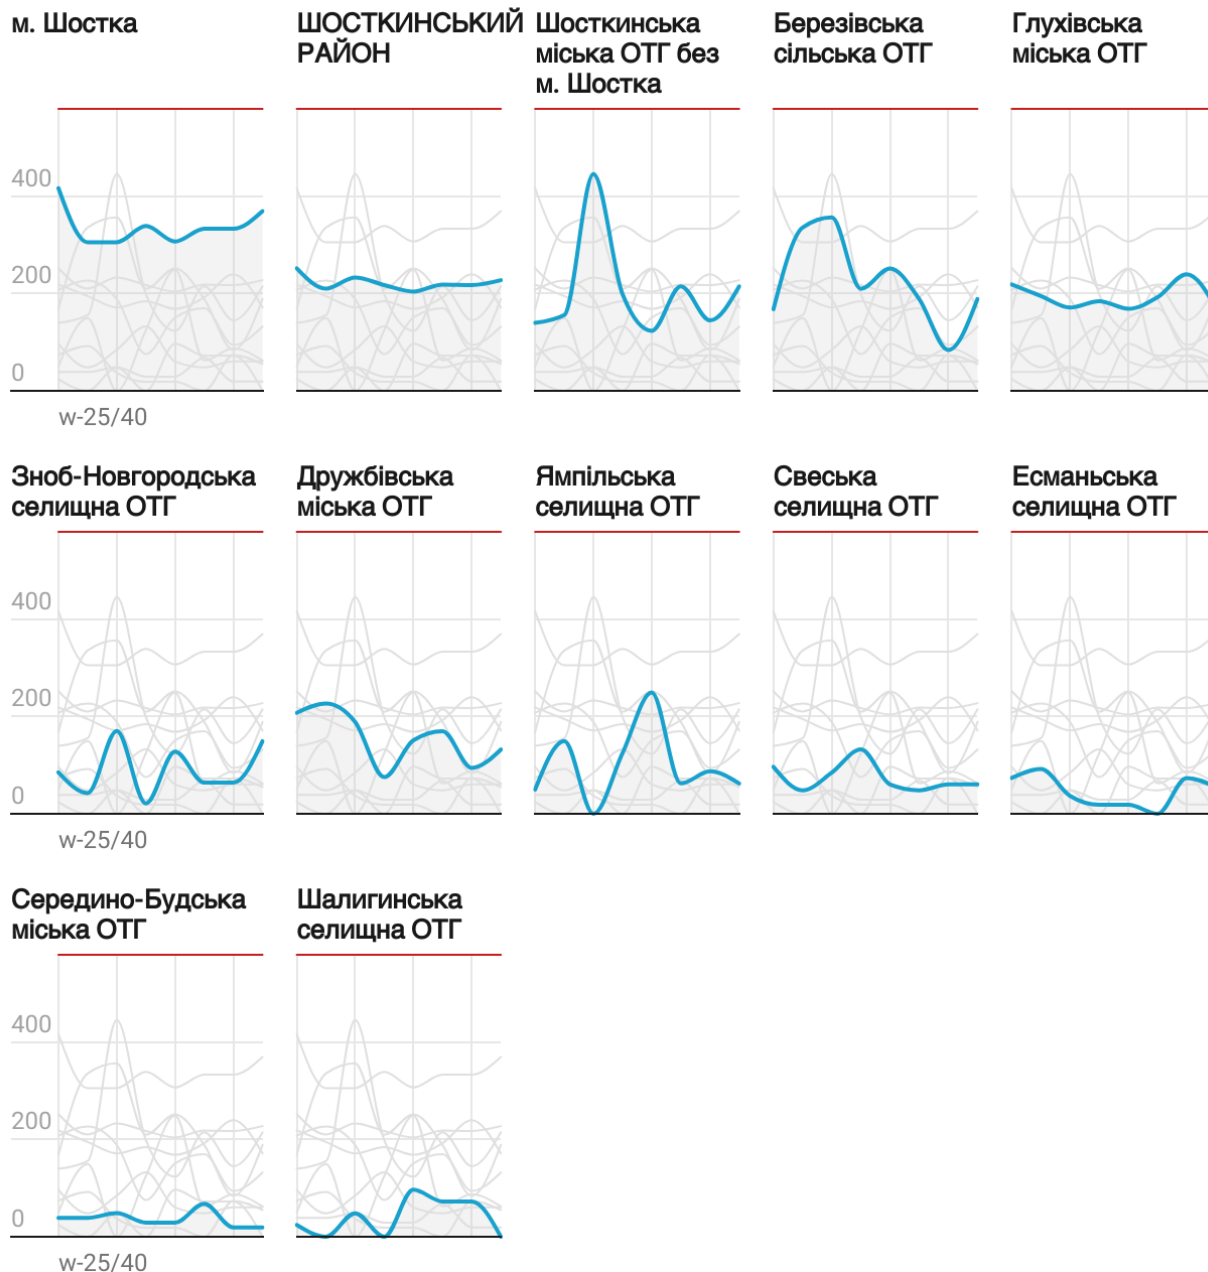 м. Шостка
ШОСТКИНСЬКИЙ
РАЙОН
Шосткинська
міська ОТГ без
м. Шостка
Березівська
сільська ОТГ
Глухівська
міська ОТГ
400
200
0
w-25/40
Зноб-Новгородська
селищна ОТГ
Дружбівська
міська ОТГ
Ямпільська
селищна ОТГ
Свеська
селищна ОТГ
Есманьська
селищна ОТГ
400
200
0
w-25/40
Середино-Будська
міська ОТГ
Шалигинська
селищна ОТГ
400
200
0
w-25/40